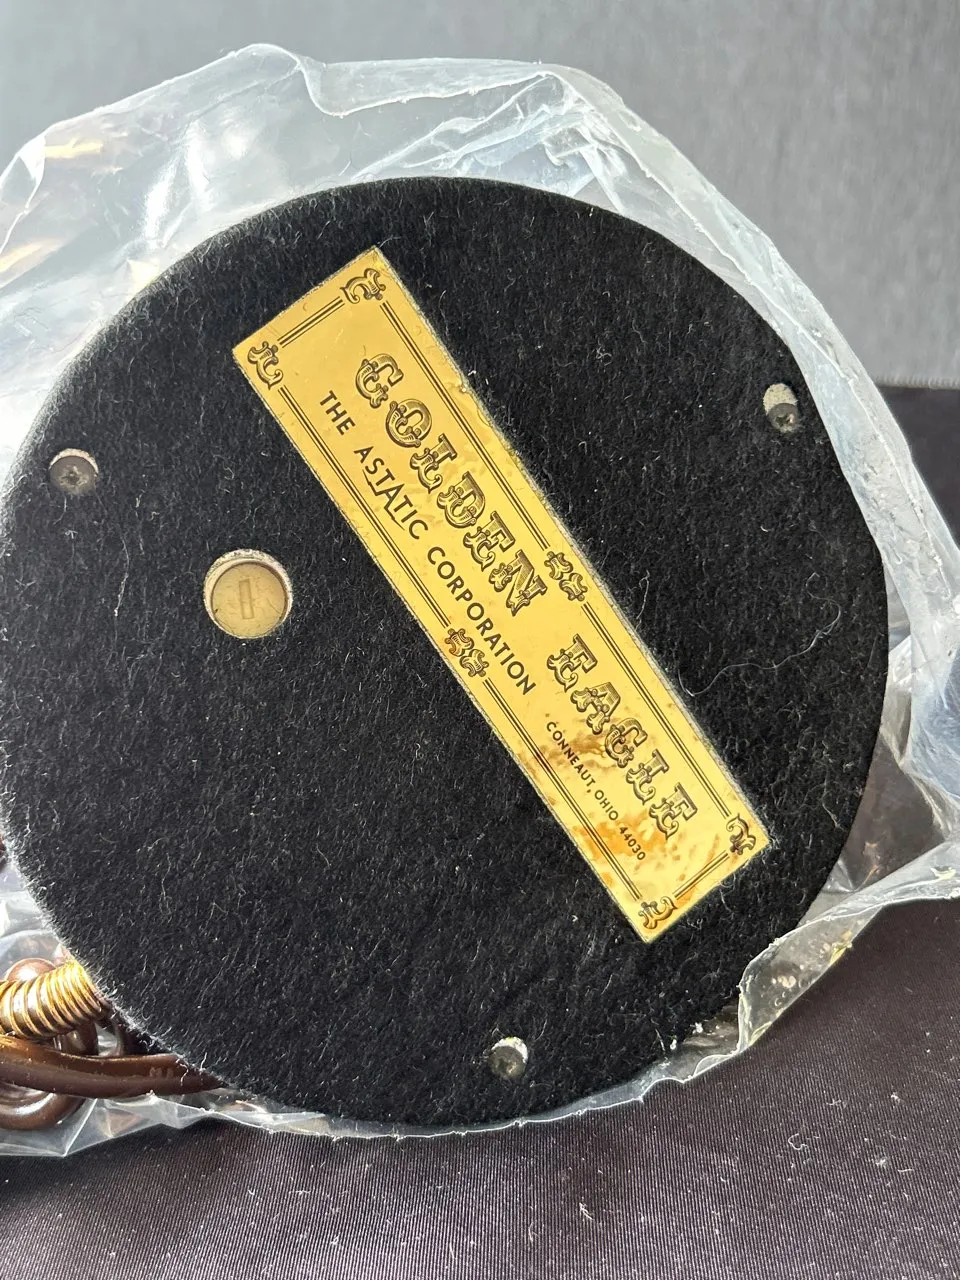 GOLDEN EAGLE
THE ASTATIC CORPORATION
CONNEAUT, OHIO 44030